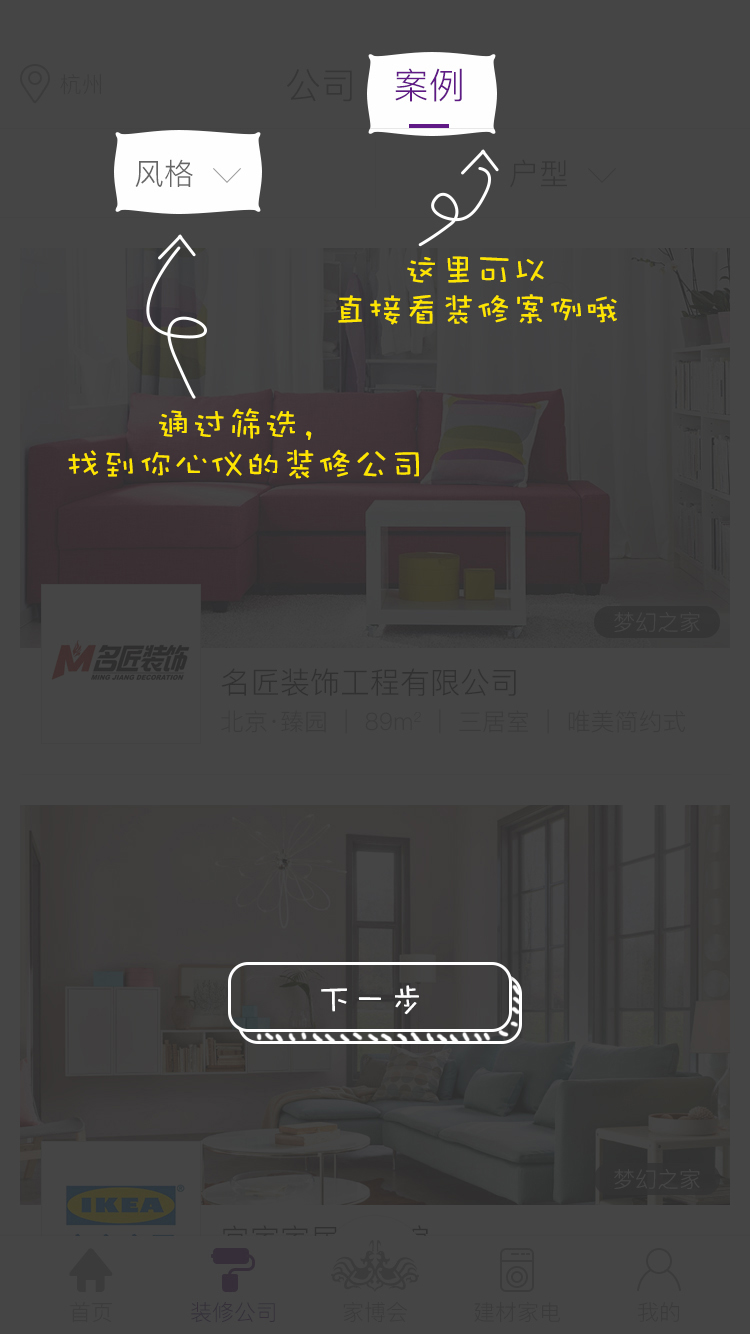 杭州
公司
案例
风格
户型
这里可以
直接看装修案例哦
通过筛选，
找到你心仪的装修公司
梦幻之家
名匠装饰
MING JIANG DECORATION
名匠装饰工程有限公司
北京·臻园 | 89m² | 三居室 | 唯美简约式
下一步
梦幻之家
IKEA
首页
装修公司
家博会
建材家电
我的